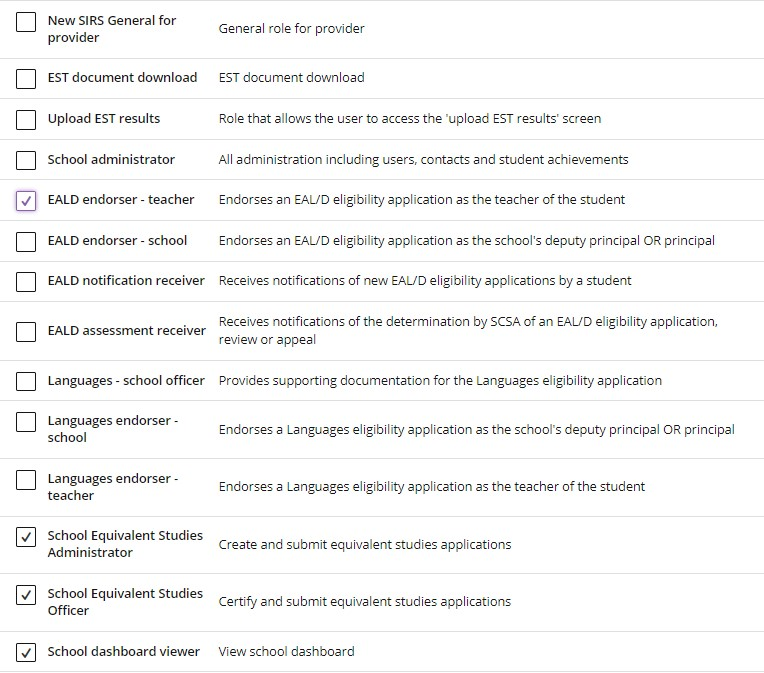 New SIRS General for
provider
General role for provider
EST document download
EST document download
Upload EST results
Role that allows the user to access the 'upload EST results' screen
School administrator
All administration including users, contacts and student achievements
EALD endorser - teacher
Endorses an EAL/D eligibility application as the teacher of the student
EALD endorser - school
Endorses an EAL/D eligibility application as the school's deputy principal OR principal
EALD notification receiver
Receives notifications of new EAL/D eligibility applications by a student
EALD assessment receiver
Receives notifications of the determination by SCSA of an EAL/D eligibility application,
review or appeal
Languages - school officer
Provides supporting documentation for the Languages eligibility application
Languages endorser -
school
Endorses a Languages eligibility application as the school's deputy principal OR principal
Languages endorser -
teacher
Endorses a Languages eligibility application as the teacher of the student
School Equivalent Studies
Administrator
Create and submit equivalent studies applications
School Equivalent Studies
Officer
Certify and submit equivalent studies applications
School dashboard viewer
View school dashboard